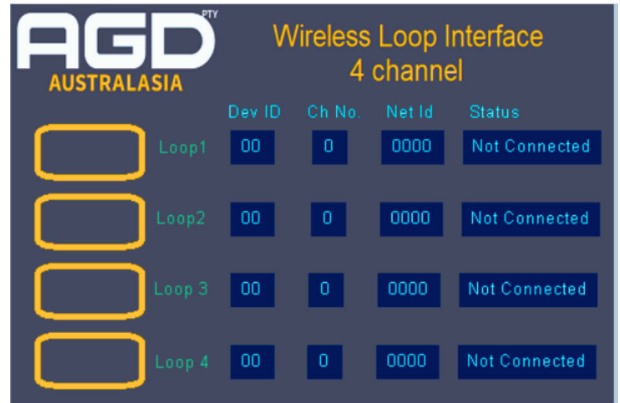 AGD PTY
AUSTRALASIA
Wireless Loop Interface
4 channel
Dev ID Ch No. Net Id Status
Loop1 00 0 0000 Not Connected
Loop2 00 0 0000 Not Connected
Loop 3 00 0 0000 Not Connected
Loop 4 00 0 0000 Not Connected